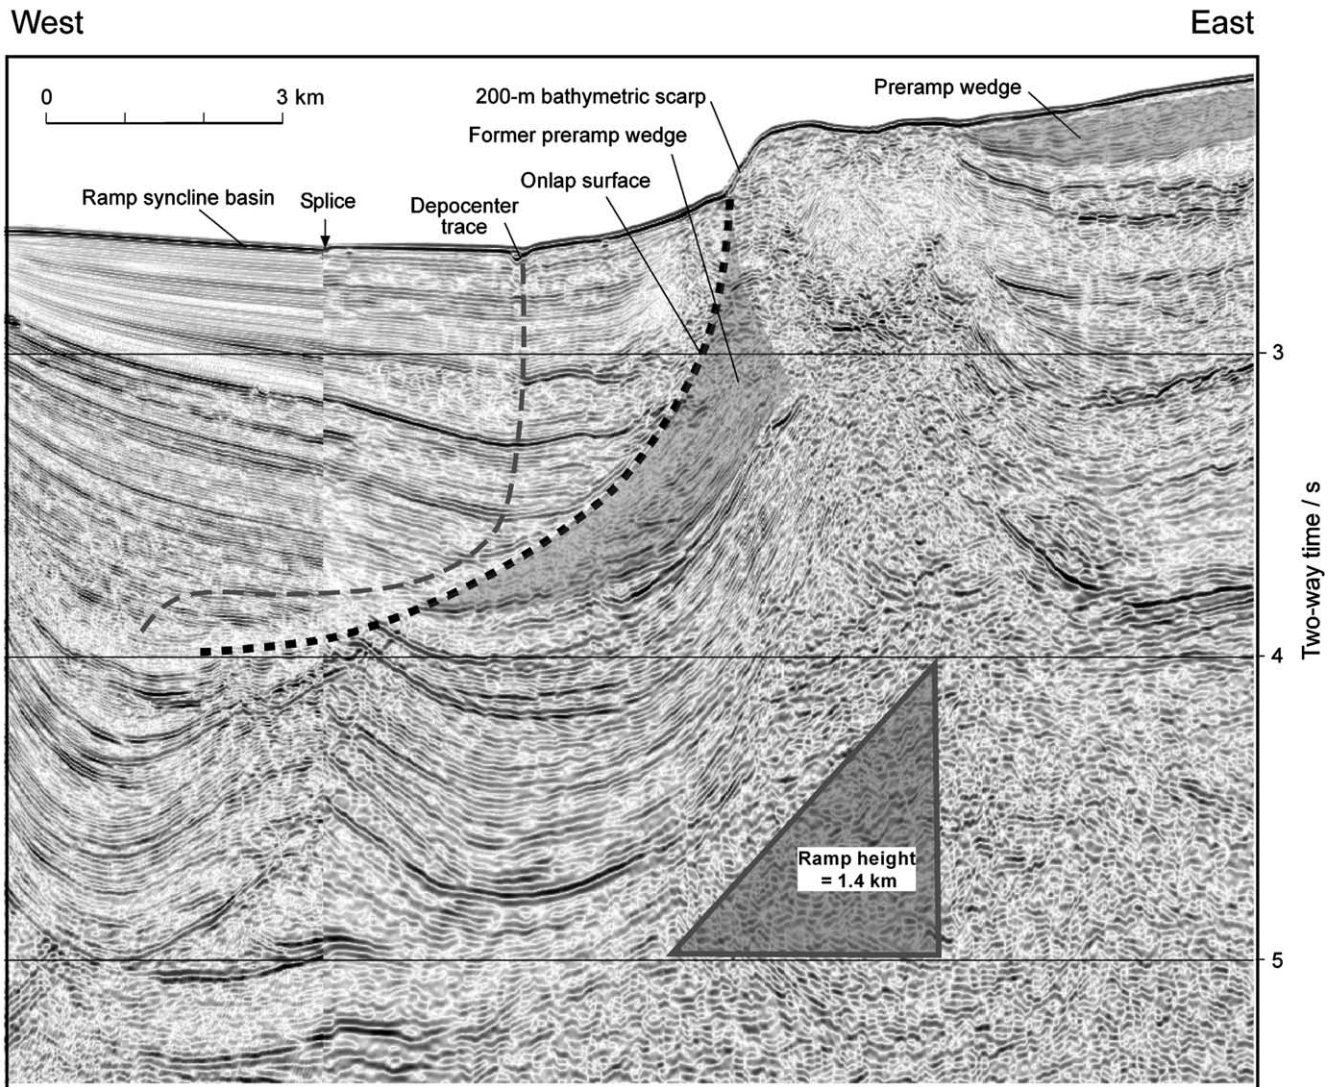 West
East
0
3 km
Preramp wedge
200-m bathymetric scarp
Former preramp wedge
Onlap surface
Ramp syncline basin
Splice
Depocenter
trace
3
4
5
Two-way time / s
Ramp height
= 1.4 km